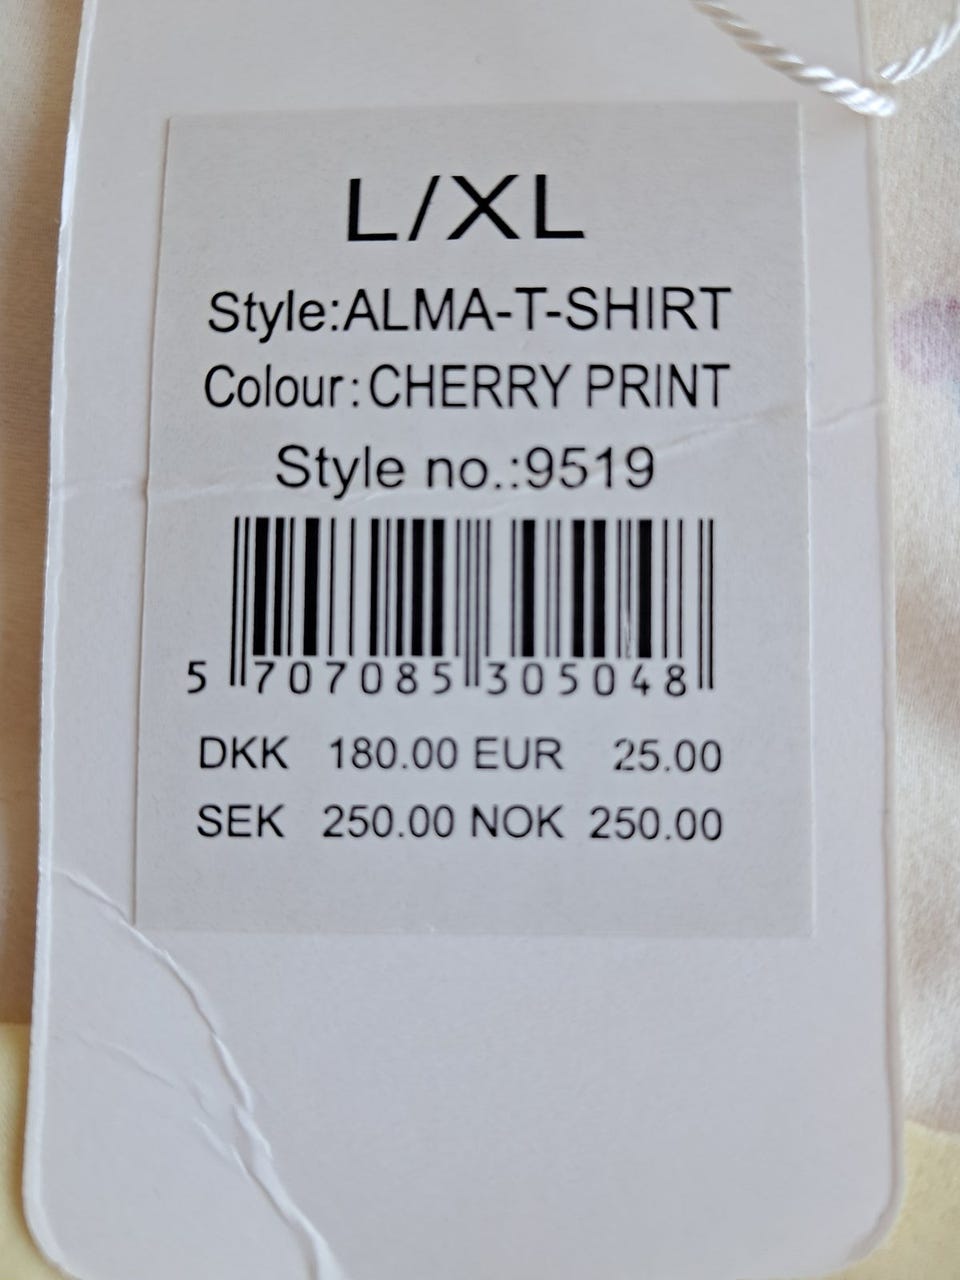 L/XL
Style:ALMA-T-SHIRT
Colour:CHERRY PRINT
Style no.:9519
5 707085 305048
DKK 180.00 EUR 25.00
SEK 250.00 NOK 250.00